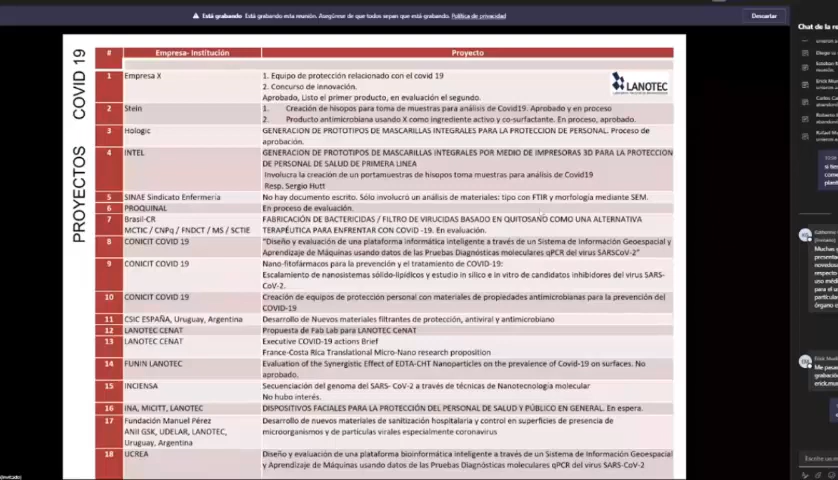 Está grabando Está grabando esta reunión. Asegúrese de que todos sepan que está grabando. Política de privacidad
Descartar
Chat de la re
PROYECTOS COVID 19
# Empresa- Institución Proyecto
1 Empresa X 1. Equipo de protección relacionado con el covid 19
2. Concurso de innovación.
Aprobado, Listo el primer producto, en evaluación el segundo.
LANOTEC
2 Stein 1. Creación de hisopos para toma de muestras para análisis de Covid19. Aprobado y en proceso
2. Producto antimicrobiana usando X como ingrediente activo y co-surfactante. En proceso, aprobado.
3 Hologic GENERACION DE PROTOTIPOS DE MASCARILLAS INTEGRALES PARA LA PROTECCION DE PERSONAL. Proceso de
aprobación.
4 INTEL GENERACION DE PROTOTIPOS DE MASCARILLAS INTEGRALES POR MEDIO DE IMPRESORAS 3D PARA LA PROTECCION
DE PERSONAL DE SALUD DE PRIMERA LINEA
Involucra la creación de un portamuestras de hisopos toma muestras para análisis de Covid19
Resp. Sergio Hutt
5 SINAE Sindicato Enfermería No hay documento escrito. Sólo involucró un análisis de materiales: tipo con FTIR y morfología mediante SEM.
6 PROQUINAL En proceso de evaluación.
7 Brasil-CR FABRICACIÓN DE BACTERICIDAS / FILTRO DE VIRUCIDAS BASADO EN QUITOSANO COMO UNA ALTERNATIVA
MCTIC / CNPq / FNDCT / MS / SCTIE TERAPÉUTICA PARA ENFRENTAR CON COVID -19. En evaluación.
8 CONICIT COVID 19 "Diseño y evaluación de una plataforma informática inteligente a través de un Sistema de Información Geoespacial y
Aprendizaje de Máquinas usando datos de las Pruebas Diagnósticas moleculares qPCR del virus SARSCoV-2"
9 CONICIT COVID 19 Nano-fitofármacos para la prevención y el tratamiento de COVID-19:
Escalamiento de nanosistemas sólido-lipídicos y estudio in silico e in vitro de candidatos inhibidores del virus SARS-
CoV-2.
10 CONICIT COVID 19 Creación de equipos de protección personal con materiales de propiedades antimicrobianas para la prevención del
COVID-19
11 CSIC ESPAÑA, Uruguay, Argentina Desarrollo de Nuevos materiales filtrantes de protección, antiviral y antimicrobiano
12 LANOTEC CENAT Propuesta de Fab Lab para LANOTEC CeNAT
13 LANOTEC CENAT Executive COVID-19 actions Brief
France-Costa Rica Translational Micro-Nano research proposition
14 FUNIN LANOTEC Evaluation of the Synergistic Effect of EDTA-CHT Nanoparticles on the prevalence of Covid-19 on surfaces. No
aprobado.
15 INCIENSA Secuenciación del genoma del SARS- CoV-2 a través de técnicas de Nanotecnología molecular
No hubo interés.
16 INA, MICITT, LANOTEC DISPOSITIVOS FACIALES PARA LA PROTECCIÓN DEL PERSONAL DE SALUD Y PÚBLICO EN GENERAL. En espera.
17 Fundación Manuel Pérez Desarrollo de nuevos materiales de sanitización hospitalaria y control en superficies de presencia de
ANII GSK, UDELAR, LANOTEC, microorganismos y de partículas virales especialmente coronavirus
Uruguay, Argentina
18 UCREA Diseño y evaluación de una plataforma bioinformática inteligente a través de un Sistema de Información Geoespacial
y Aprendizaje de Máquinas usando datos de las Pruebas Diagnósticas moleculares qPCR del virus SARS-CoV-2